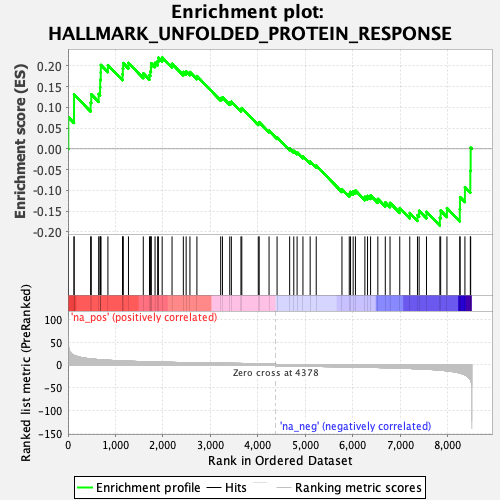 Enrichment plot:
HALLMARK_UNFOLDED_PROTEIN_RESPONSE
Enrichment score (ES)
0.20
0.15
0.10
0.05
0.00
-0.05
-0.10
-0.15
-0.20
'na_pos' (positively correlated)
Ranked list metric (PreRanked)
100
50
0
-50
-100
-150
Zero cross at 4378
'na_neg' (negatively correlated)
0 1,000 2,000 3,000 4,000 5,000 6,000 7,000 8,000
Rank in Ordered Dataset
Enrichment profile Hits Ranking metric scores